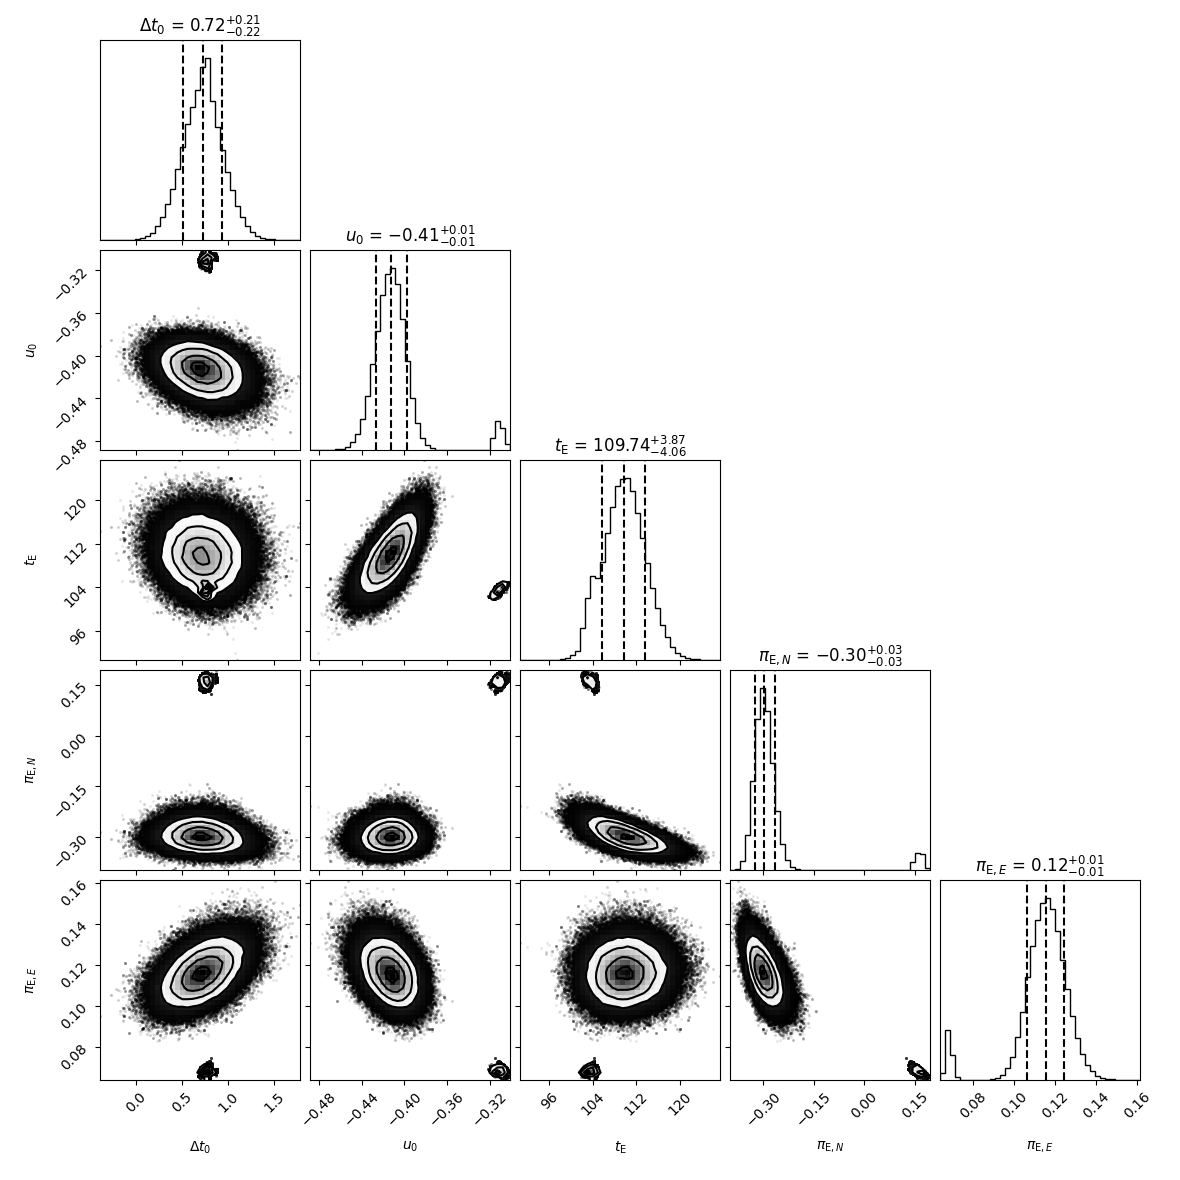 Δt₀ = 0.72⁺⁰·²¹₋₀.₂₂
u₀ = −0.41⁺⁰·⁰¹₋₀.₀₁
−0.32
−0.36
−0.40
−0.44
−0.48
u₀
t_E = 109.74⁺³·⁸⁷₋₄.₀₆
120
112
104
96
t_E
π_{E,N} = −0.30⁺⁰·⁰³₋₀.₀₃
0.15
0.00
−0.15
−0.30
π_{E,N}
π_{E,E} = 0.12⁺⁰·⁰¹₋₀.₀₁
0.16
0.14
0.12
0.10
0.08
π_{E,E}
0.0 0.5 1.0 1.5 −0.48 −0.44 −0.40 −0.36 −0.32 96 104 112 120 −0.30 −0.15 0.00 0.15 0.08 0.10 0.12 0.14 0.16
Δt₀ u₀ t_E π_{E,N} π_{E,E}